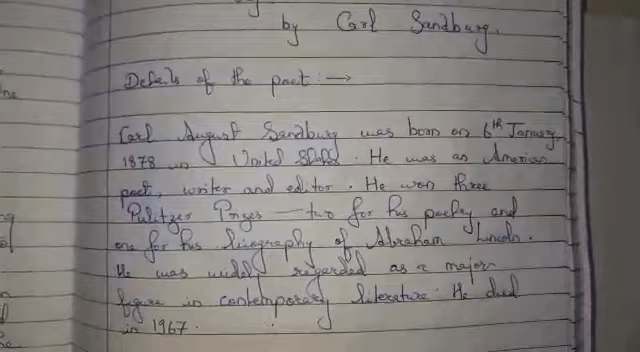 by Carl Sandburg.
Details of the poet :→
Carl August Sandburg was born on 6th January
1878 in United States. He was an American
poet, writer and editor. He won three
Pulitzer Prizes — two for his poetry and
one for his biography of Abraham Lincoln.
He was widely regarded as a major
figure in contemporary literature. He died
in 1967.